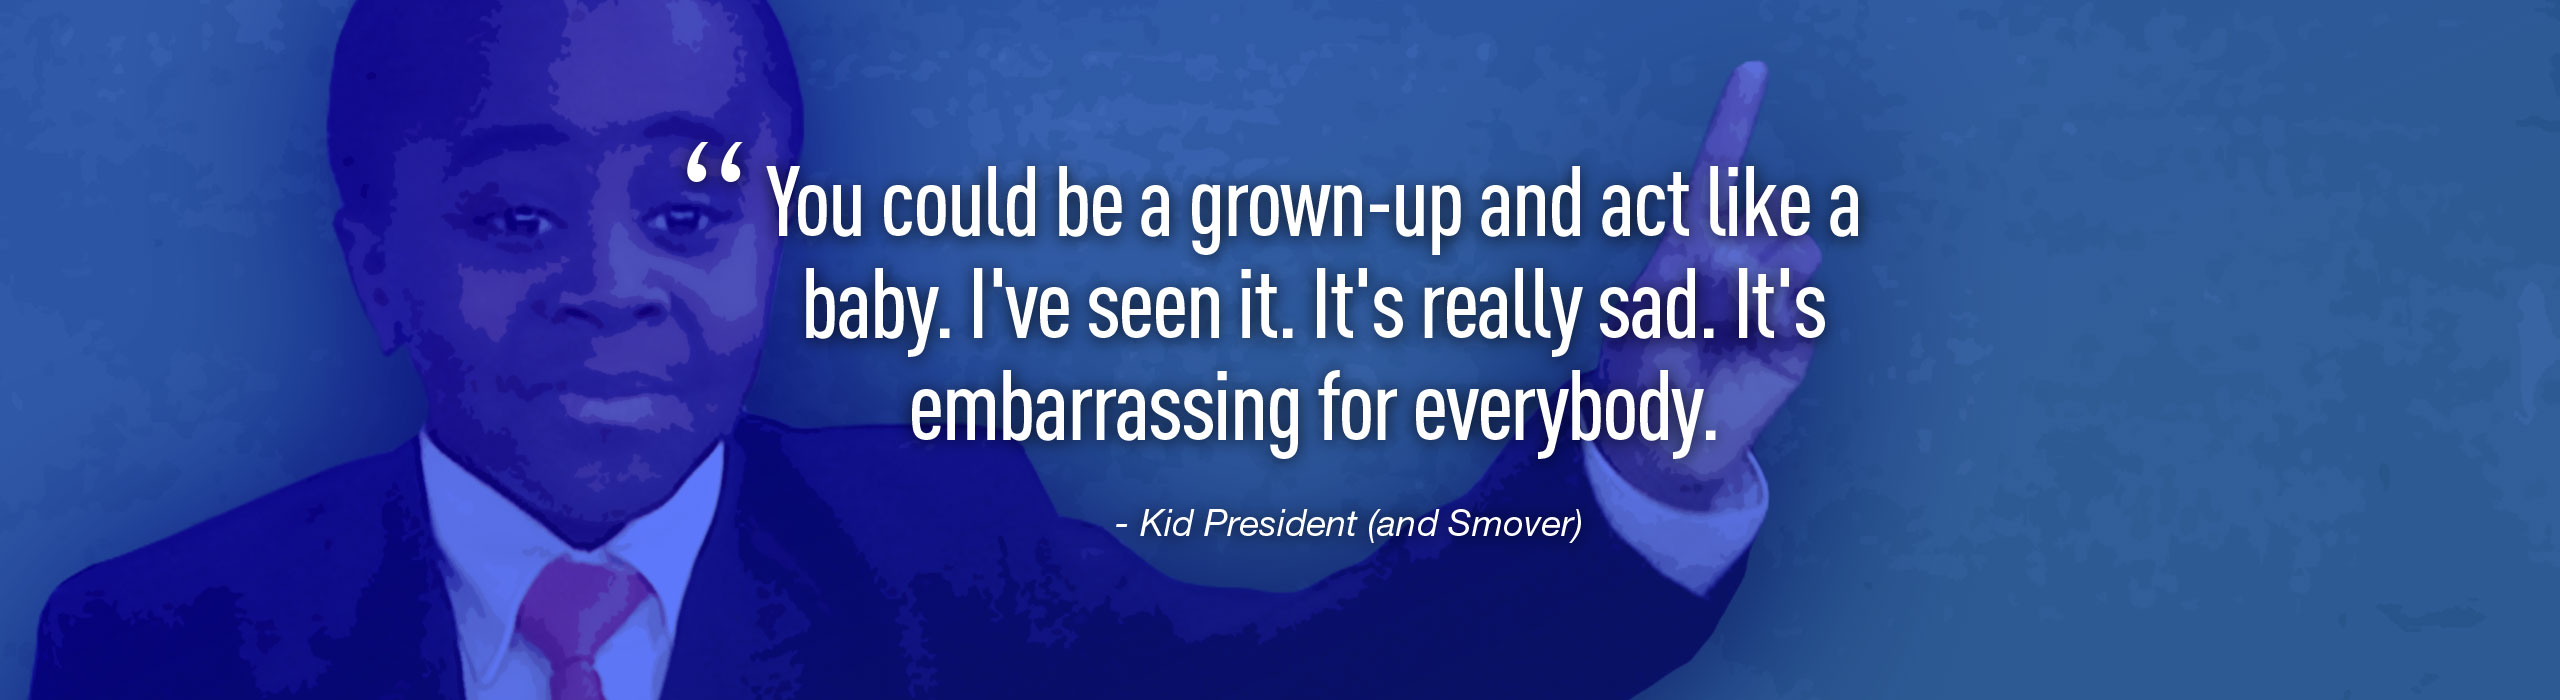 “ You could be a grown-up and act like a
baby. I've seen it. It's really sad. It's
embarrassing for everybody.
- Kid President (and Smover)